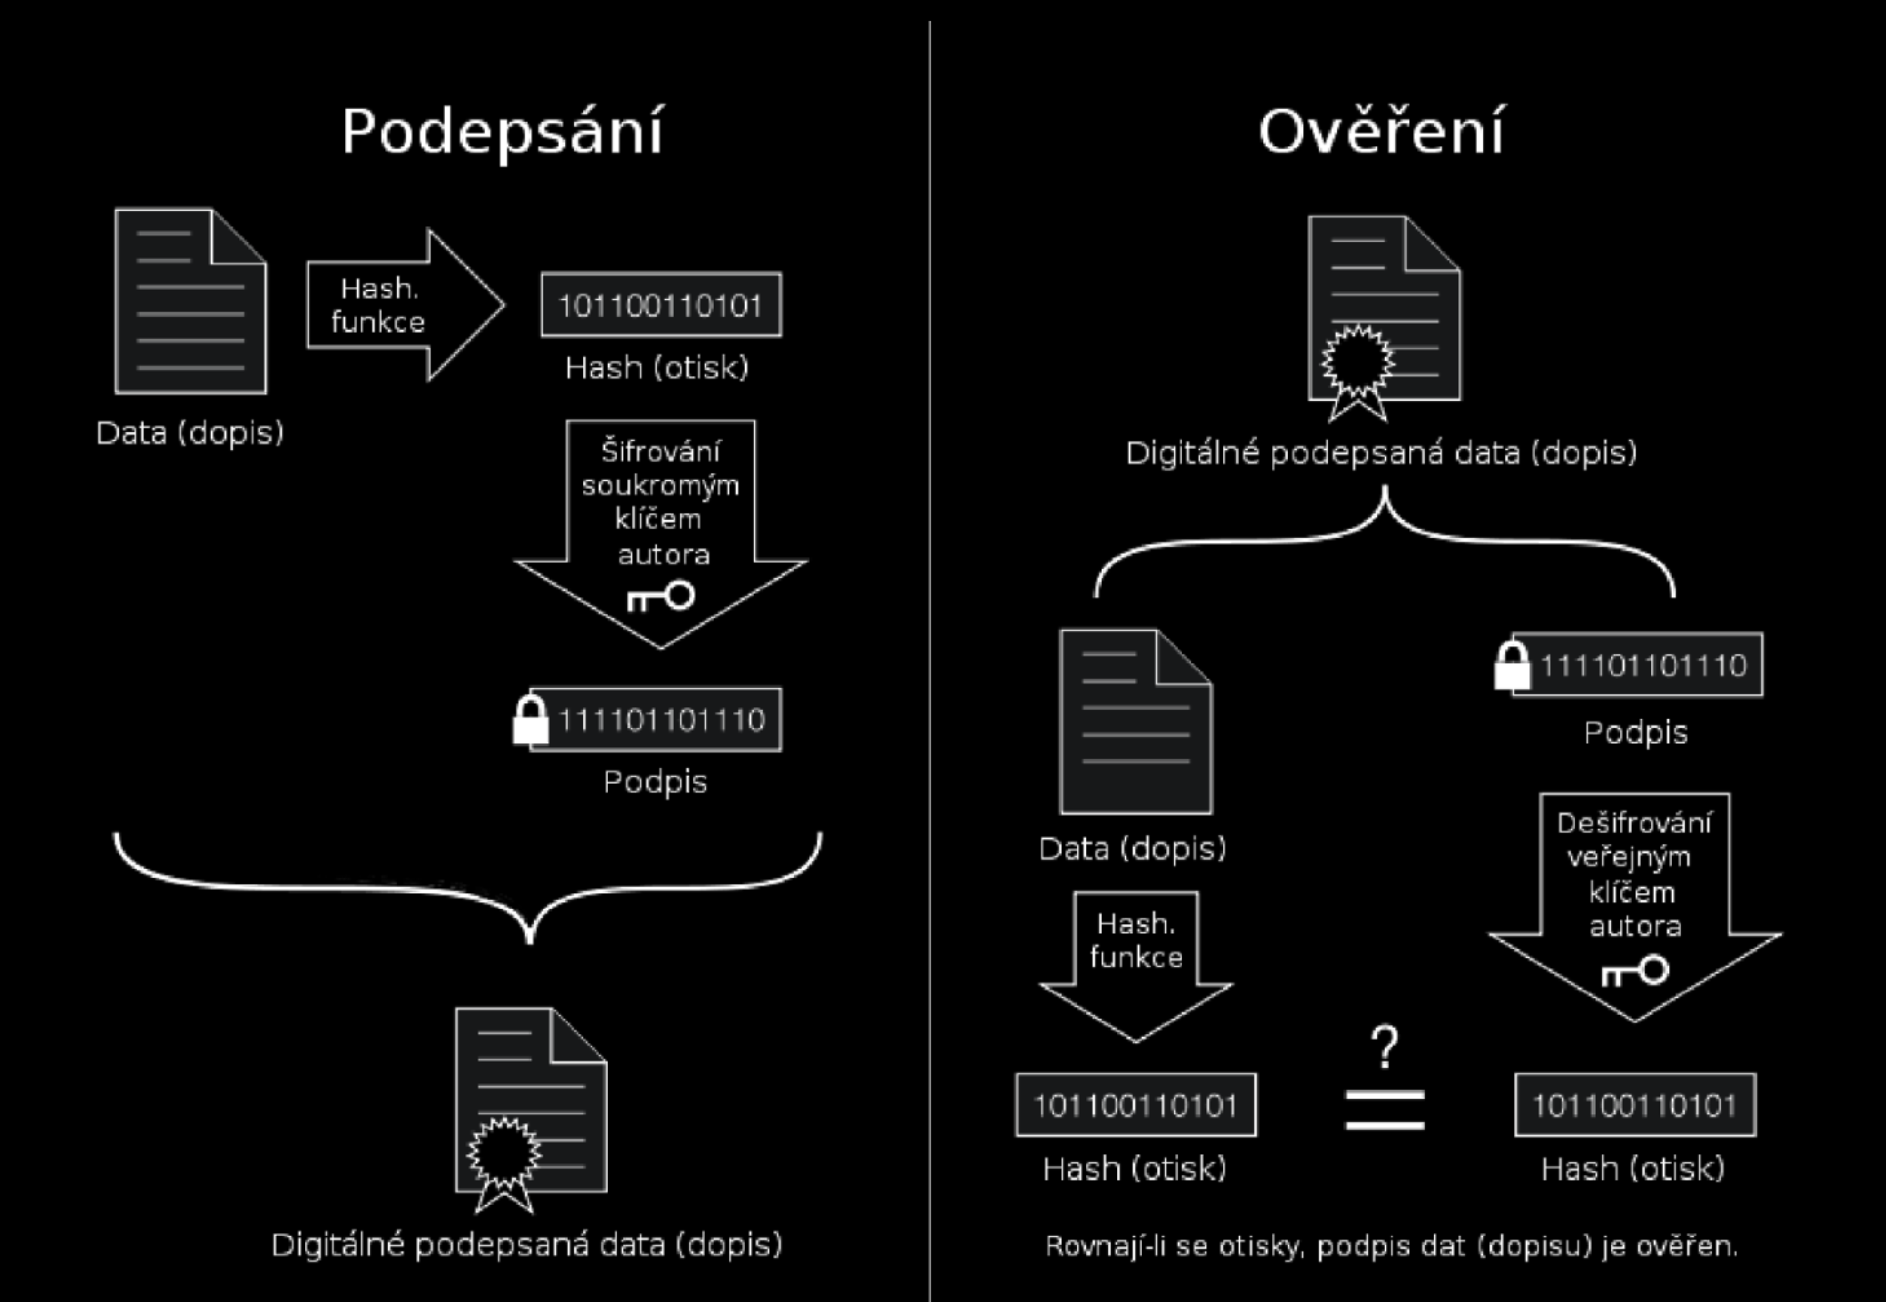 Podepsání
Hash.
funkce
101100110101
Hash (otisk)
Data (dopis)
Šifrování
soukromým
klíčem
autora
111101101110
Podpis
Digitálné podepsaná data (dopis)
Ověření
Digitálné podepsaná data (dopis)
111101101110
Podpis
Data (dopis)
Dešifrování
veřejným
klíčem
autora
Hash.
funkce
?
=
101100110101
101100110101
Hash (otisk)
Hash (otisk)
Rovnají-li se otisky, podpis dat (dopisu) je ověřen.